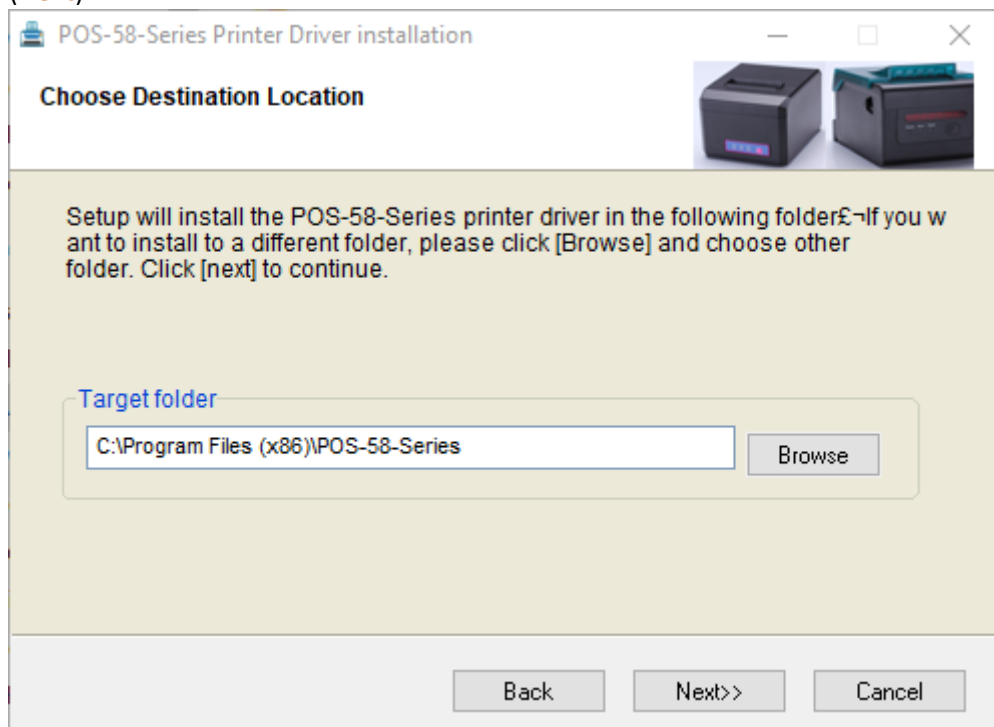 POS-58-Series Printer Driver installation
Choose Destination Location
Setup will install the POS-58-Series printer driver in the following folder£¬If you w
ant to install to a different folder, please click [Browse] and choose other
folder. Click [next] to continue.
Target folder
C:\Program Files (x86)\POS-58-Series
Browse
Back
Next>>
Cancel